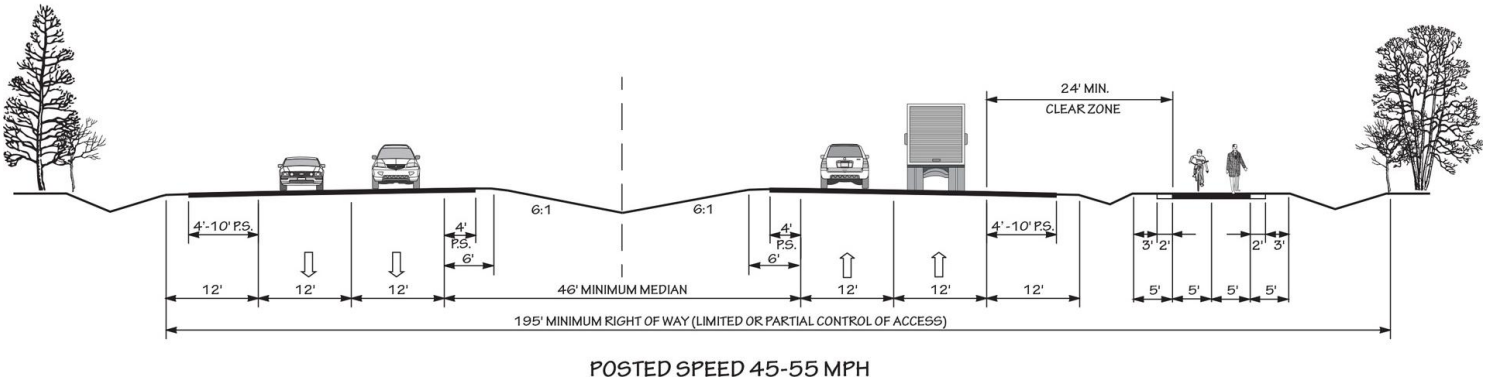 24' MIN.
CLEAR ZONE
6:1
6:1
4'-10' P.S.
4'
P.S.
6'
4'
P.S.
6'
4'-10' P.S.
3'
2'
2'
3'
12'
12'
12'
46' MINIMUM MEDIAN
12'
12'
12'
5'
5'
5'
5'
195' MINIMUM RIGHT OF WAY (LIMITED OR PARTIAL CONTROL OF ACCESS)
POSTED SPEED 45-55 MPH